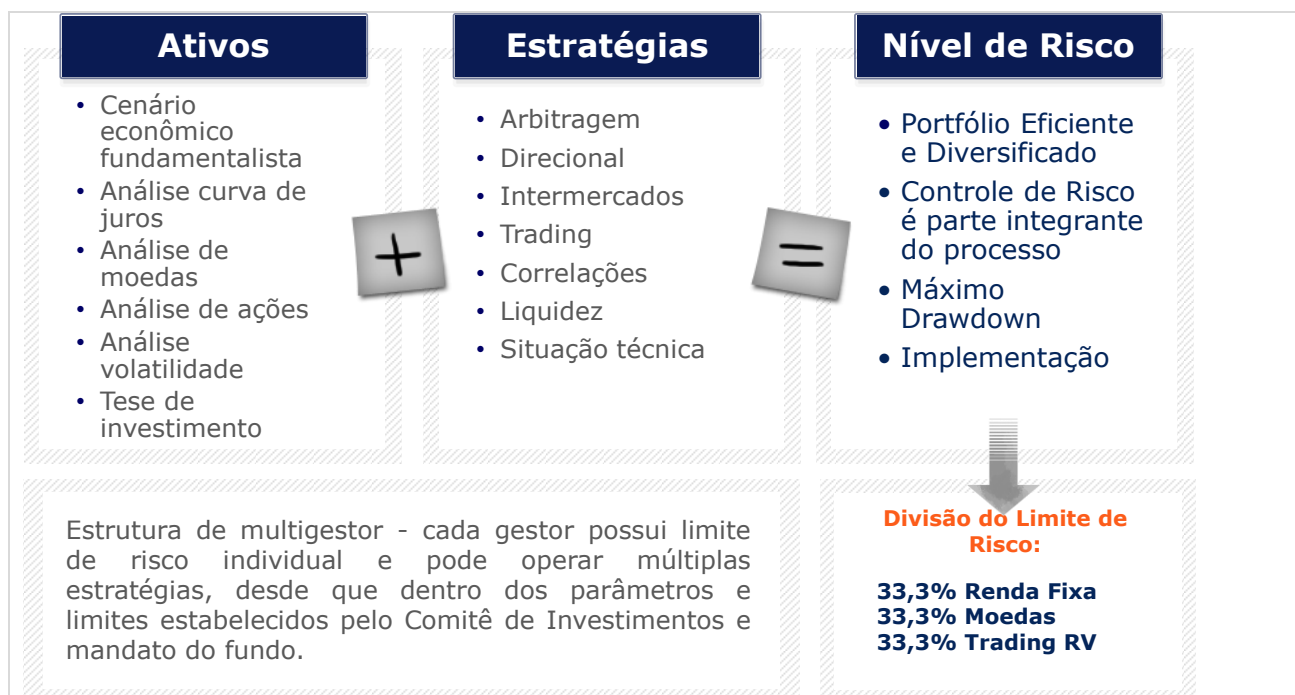 Ativos
• Cenário
econômico
fundamentalista
• Análise curva de
juros
• Análise de
moedas
• Análise de ações
• Análise
volatilidade
• Tese de
investimento
+
Estratégias
• Arbitragem
• Direcional
• Intermercados
• Trading
• Correlações
• Liquidez
• Situação técnica
=
Nível de Risco
• Portfólio Eficiente
e Diversificado
• Controle de Risco
é parte integrante
do processo
• Máximo
Drawdown
• Implementação
Estrutura de multigestor - cada gestor possui limite
de risco individual e pode operar múltiplas
estratégias, desde que dentro dos parâmetros e
limites estabelecidos pelo Comitê de Investimentos e
mandato do fundo.
Divisão do Limite de
Risco:
33,3% Renda Fixa
33,3% Moedas
33,3% Trading RV